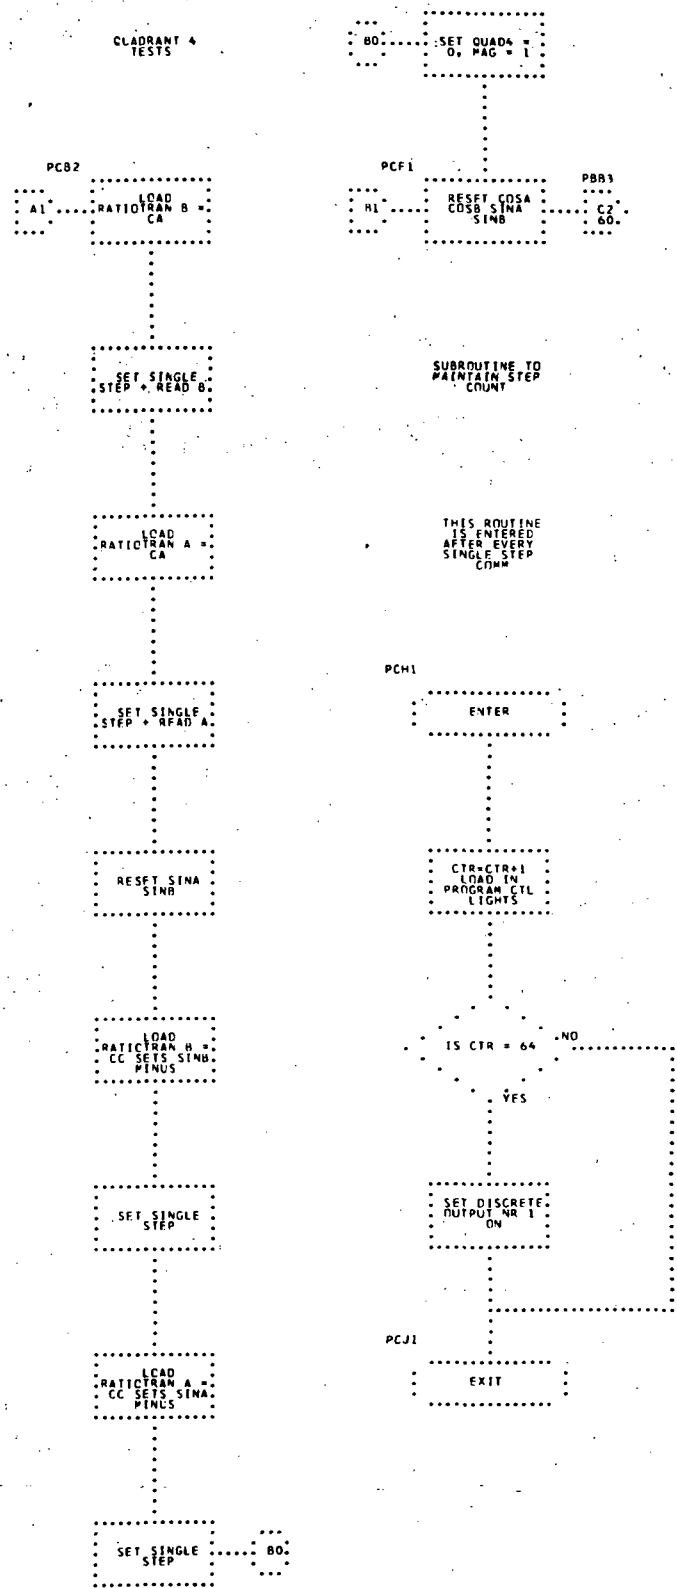 QUADRANT 4
TESTS
PCB2
A1
LOAD
RATIOTRAN B =
CA
SET SINGLE
STEP + READ B
LOAD
RATIOTRAN A =
CA
SET SINGLE
STEP + READ A
RESET SINA
SINB
LOAD
RATIOTRAN B =
CC SETS SINB
MINUS
SET SINGLE
STEP
LOAD
RATIOTRAN A =
CC SETS SINA
MINUS
SET SINGLE
STEP
B0
B0
SET QUAD4 =
0, MAG = 1
PCF1
B1
RESET COSA
COSB SINA
SINB
PBB3
C2
60
SUBROUTINE TO
MAINTAIN STEP
COUNT
THIS ROUTINE
IS ENTERED
AFTER EVERY
SINGLE STEP
COMM
PCH1
ENTER
CTR=CTR+1
LOAD IN
PROGRAM CTL
LIGHTS
IS CTR = 64
NO
YES
SET DISCRETE
OUTPUT NR 1
ON
PCJ1
EXIT